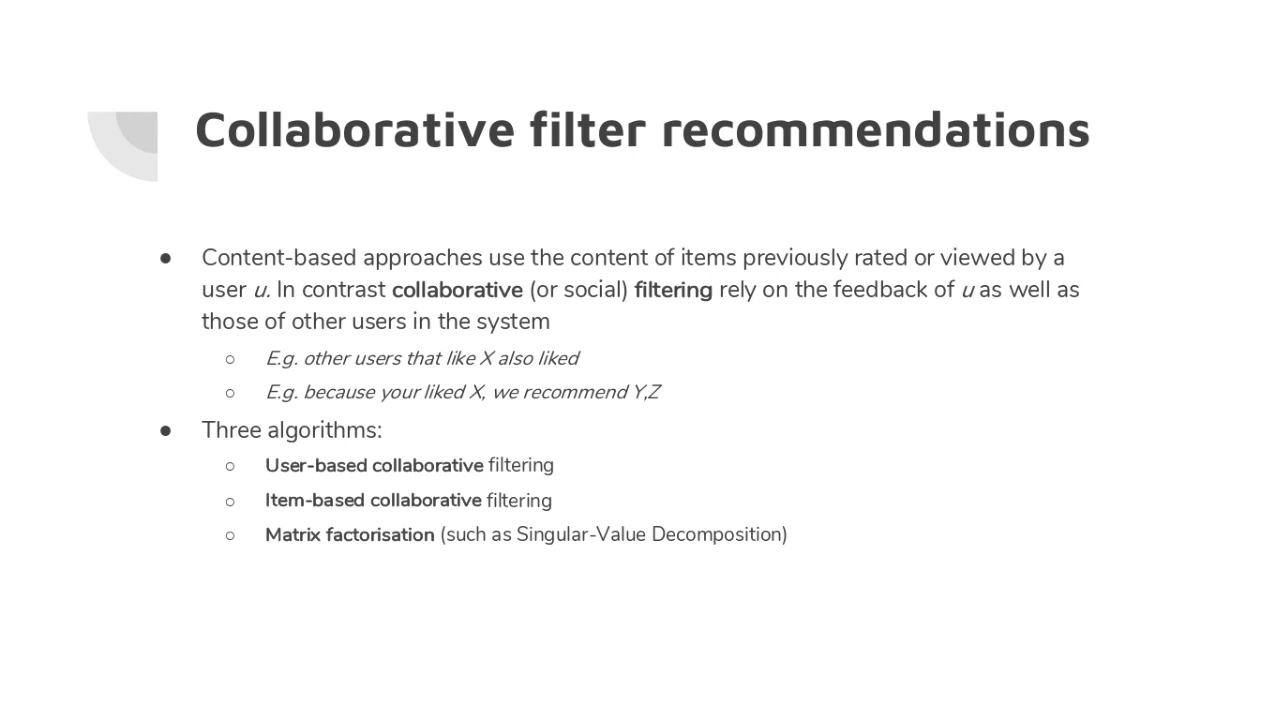 Collaborative filter recommendations
● Content-based approaches use the content of items previously rated or viewed by a
user u. In contrast collaborative (or social) filtering rely on the feedback of u as well as
those of other users in the system
○ E.g. other users that like X also liked
○ E.g. because your liked X, we recommend Y,Z
● Three algorithms:
○ User-based collaborative filtering
○ Item-based collaborative filtering
○ Matrix factorisation (such as Singular-Value Decomposition)